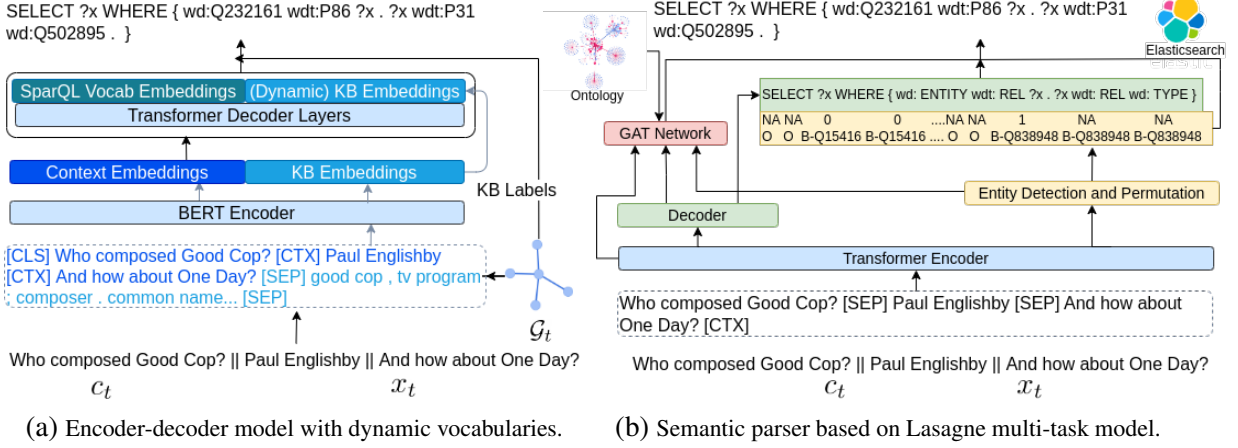 SELECT ?x WHERE { wd:Q232161 wdt:P86 ?x . ?x wdt:P31
wd:Q502895 . }
SparQL Vocab Embeddings
(Dynamic) KB Embeddings
Transformer Decoder Layers
Context Embeddings
KB Embeddings
KB Labels
BERT Encoder
[CLS] Who composed Good Cop? [CTX] Paul Englishby
[CTX] And how about One Day? [SEP] good cop , tv program
; composer . common name... [SEP]
𝒢t
Who composed Good Cop? || Paul Englishby || And how about One Day?
ct
xt
(a) Encoder-decoder model with dynamic vocabularies.
SELECT ?x WHERE { wd:Q232161 wdt:P86 ?x . ?x wdt:P31
wd:Q502895 . }
Elasticsearch
Ontology
SELECT ?x WHERE { wd: ENTITY wdt: REL ?x . ?x wdt: REL wd: TYPE }
NA NA 0 0 ....NA NA 1 NA NA
O O B-Q15416 B-Q15416 .... O O B-Q838948 B-Q838948 B-Q838948
GAT Network
Entity Detection and Permutation
Decoder
Transformer Encoder
Who composed Good Cop? [SEP] Paul Englishby [SEP] And how about
One Day? [CTX]
Who composed Good Cop? || Paul Englishby || And how about One Day?
ct
xt
(b) Semantic parser based on Lasagne multi-task model.